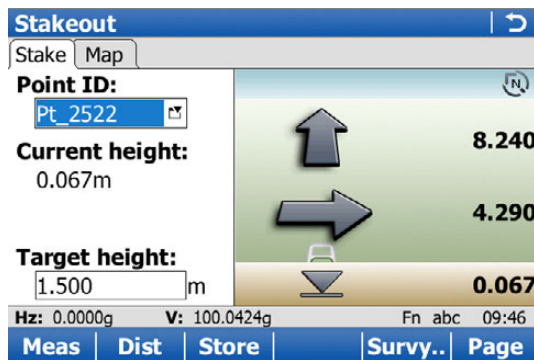 Stakeout
Stake Map
Point ID:
Pt_2522
N
8.240
Current height:
0.067m
4.290
Target height:
1.500 m
0.067
Hz: 0.0000g V: 100.0424g Fn abc 09:46
Meas Dist Store Survy.. Page